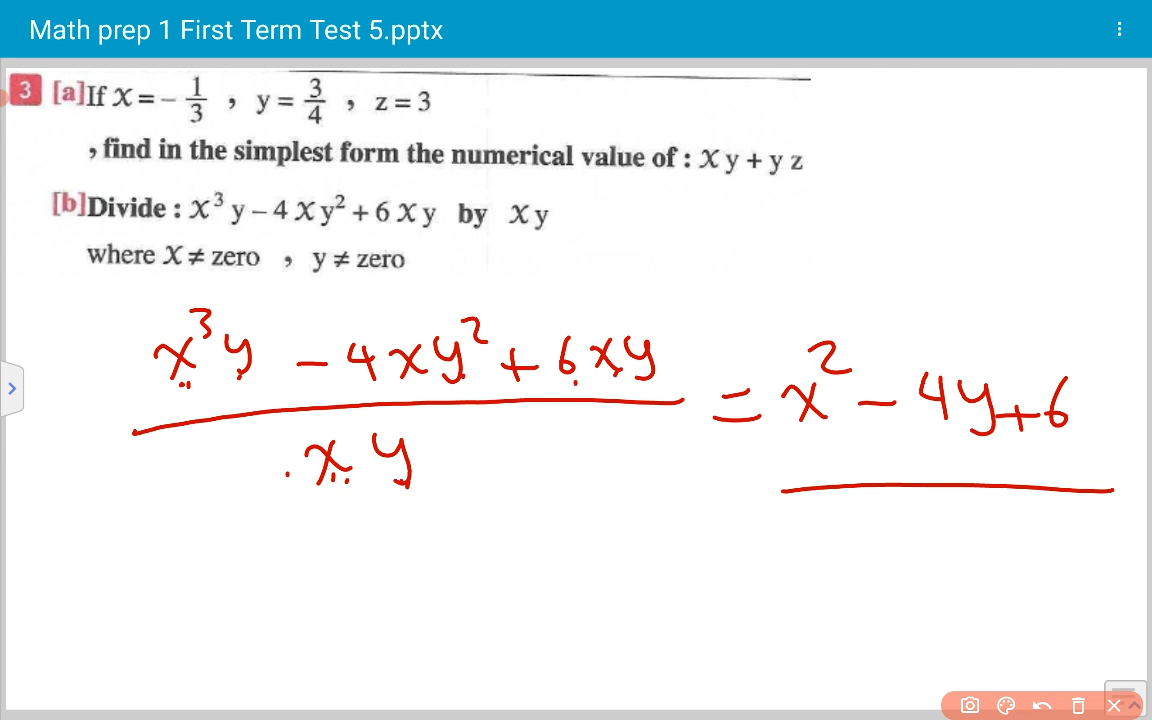 Math prep 1 First Term Test 5.pptx
3 [a]If x = - 1/3 , y = 3/4 , z = 3
, find in the simplest form the numerical value of : x y + y z
[b]Divide : x³ y – 4 x y² + 6 x y by x y
where x ≠ zero , y ≠ zero
x³y - 4xy² + 6xy
x y
= x² - 4y + 6